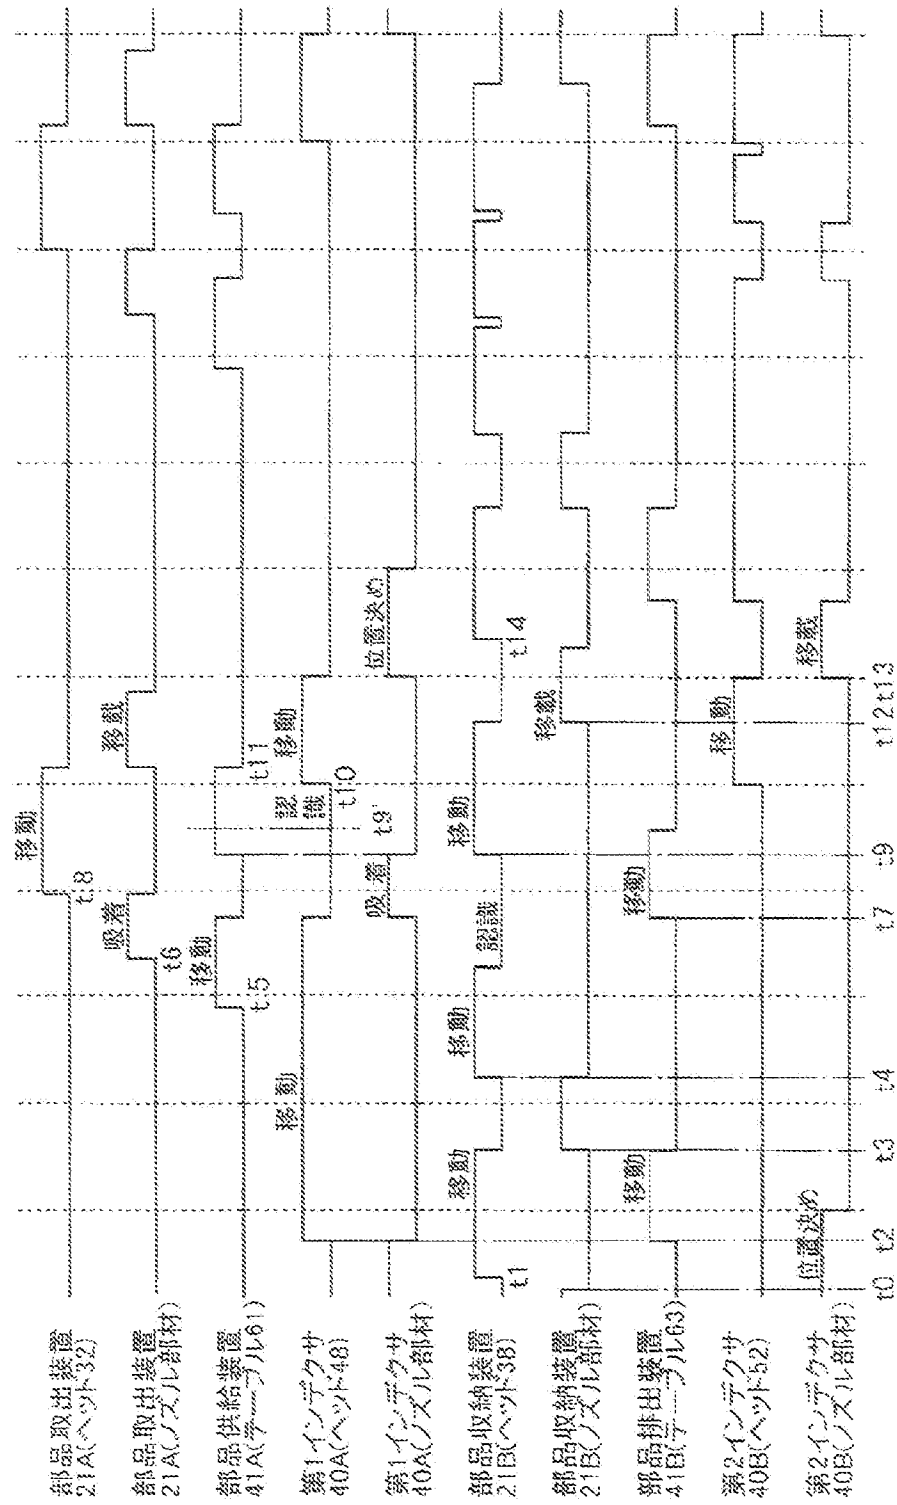 部品取出装置
21A(ヘッド32)
移動
t8
部品取出装置
21A(ノズル部材)
吸着
移載
t6
部品供給装置
41A(テーブル61)
移動
t5
t11
第1インデクサ
40A(ヘッド48)
移動
認識
移動
t10
t9'
第1インデクサ
40A(ノズル部材)
吸着
位置決め
部品収納装置
21B(ヘッド38)
移動
移動
認識
移動
t1
t14
部品収納装置
21B(ノズル部材)
移載
部品排出装置
41B(テーブル63)
移動
移動
第2インデクサ
40B(ヘッド52)
移動
第2インデクサ
40B(ノズル部材)
位置決め
移載
t0 t2 t3 t4 t7 t9 t12 t13